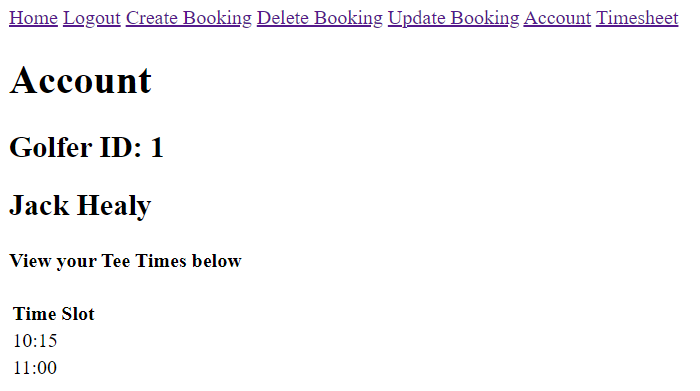 Home Logout Create Booking Delete Booking Update Booking Account Timesheet
Account
Golfer ID: 1
Jack Healy
View your Tee Times below
Time Slot
10:15
11:00